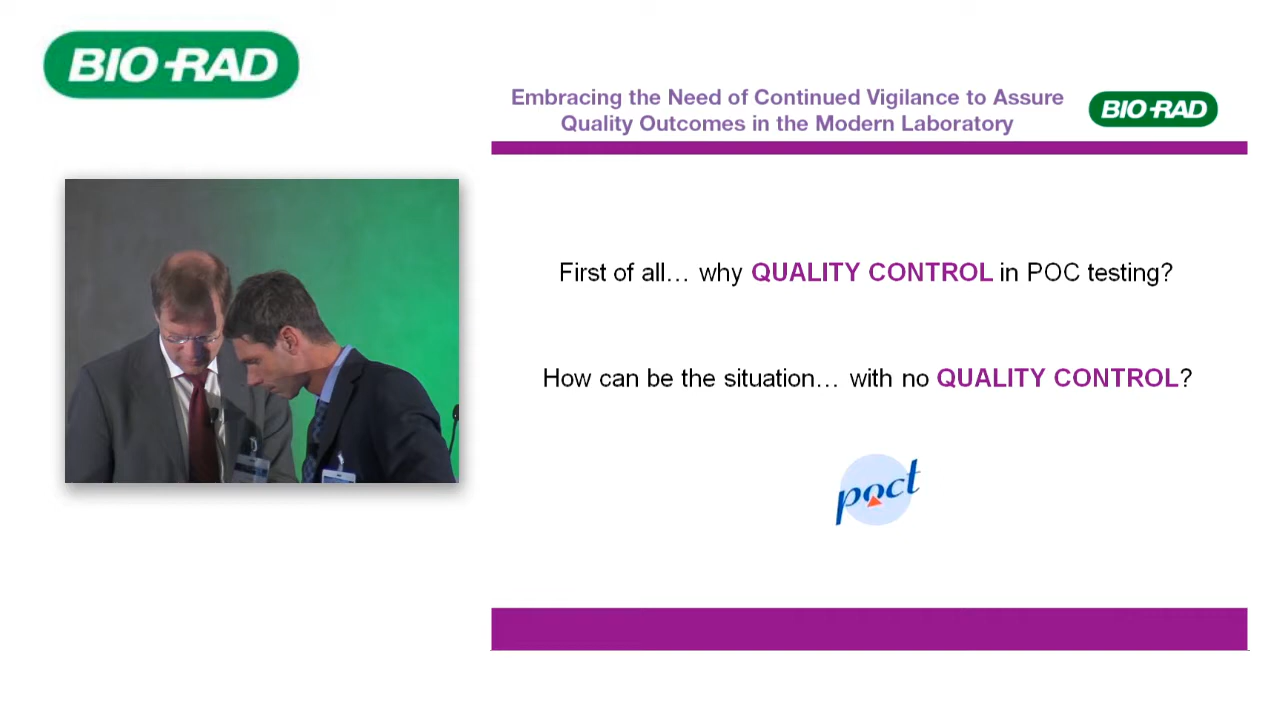 BIO-RAD
Embracing the Need of Continued Vigilance to Assure
Quality Outcomes in the Modern Laboratory
BIO-RAD
First of all… why QUALITY CONTROL in POC testing?
How can be the situation… with no QUALITY CONTROL?
poct